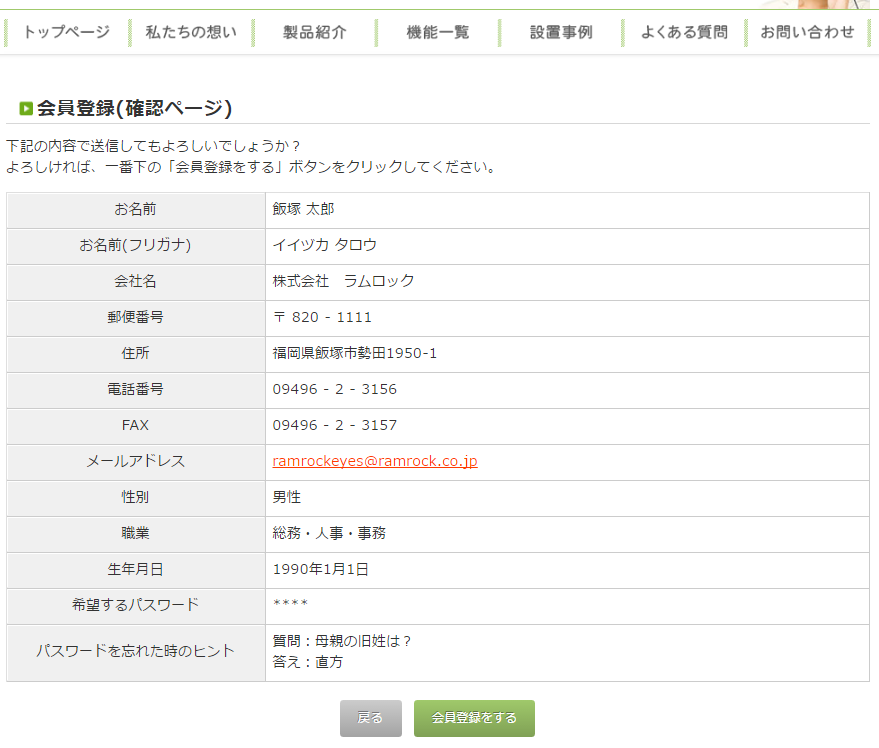 トップページ 私たちの想い 製品紹介 機能一覧 設置事例 よくある質問 お問い合わせ
会員登録(確認ページ)
下記の内容で送信してもよろしいでしょうか？
よろしければ、一番下の「会員登録をする」ボタンをクリックしてください。
お名前 飯塚 太郎
お名前(フリガナ) イイヅカ タロウ
会社名 株式会社　ラムロック
郵便番号 〒 820 - 1111
住所 福岡県飯塚市勢田1950-1
電話番号 09496 - 2 - 3156
FAX 09496 - 2 - 3157
メールアドレス ramrockeyes@ramrock.co.jp
性別 男性
職業 総務・人事・事務
生年月日 1990年1月1日
希望するパスワード ****
パスワードを忘れた時のヒント 質問：母親の旧姓は？
答え：直方
戻る 会員登録をする